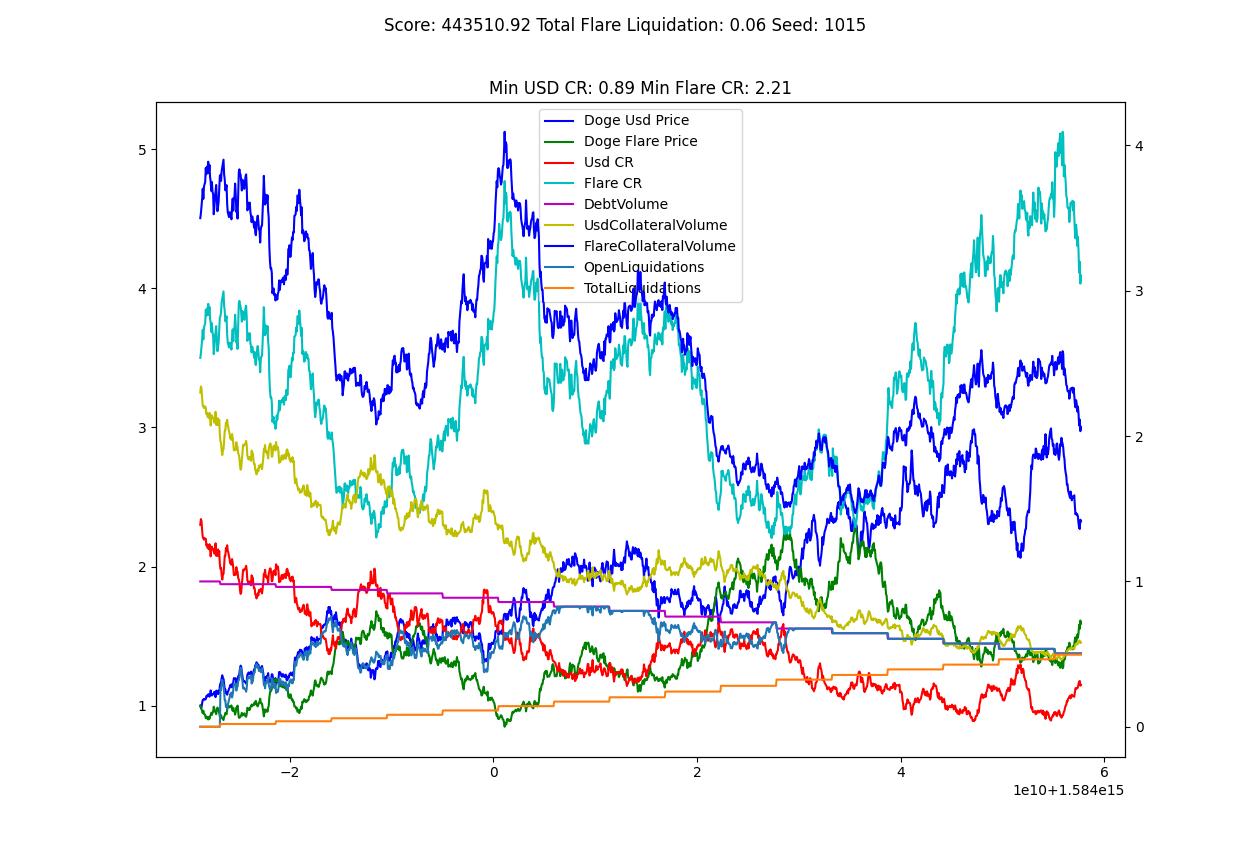 Score: 443510.92 Total Flare Liquidation: 0.06 Seed: 1015
Min USD CR: 0.89 Min Flare CR: 2.21
Doge Usd Price
Doge Flare Price
Usd CR
Flare CR
DebtVolume
UsdCollateralVolume
FlareCollateralVolume
OpenLiquidations
TotalLiquidations
5
4
3
2
1
4
3
2
1
0
−2
0
2
4
6
1e10+1.584e15